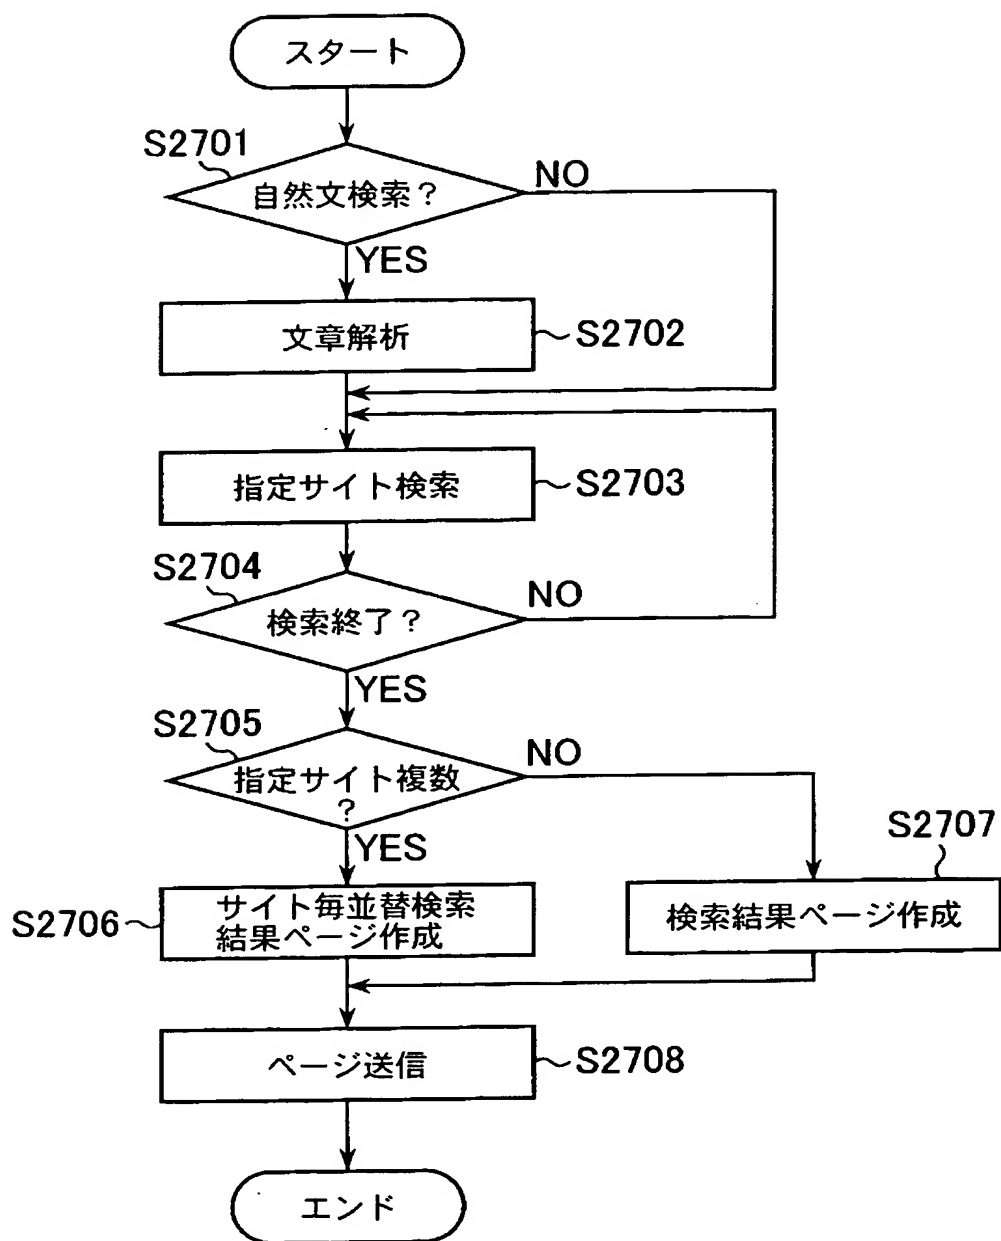 スタート
S2701
自然文検索?
NO
YES
文章解析
S2702
指定サイト検索
S2703
S2704
検索終了?
NO
YES
S2705
指定サイト複数
?
NO
YES
S2707
S2706
サイト毎並替検索
結果ページ作成
検索結果ページ作成
ページ送信
S2708
エンド